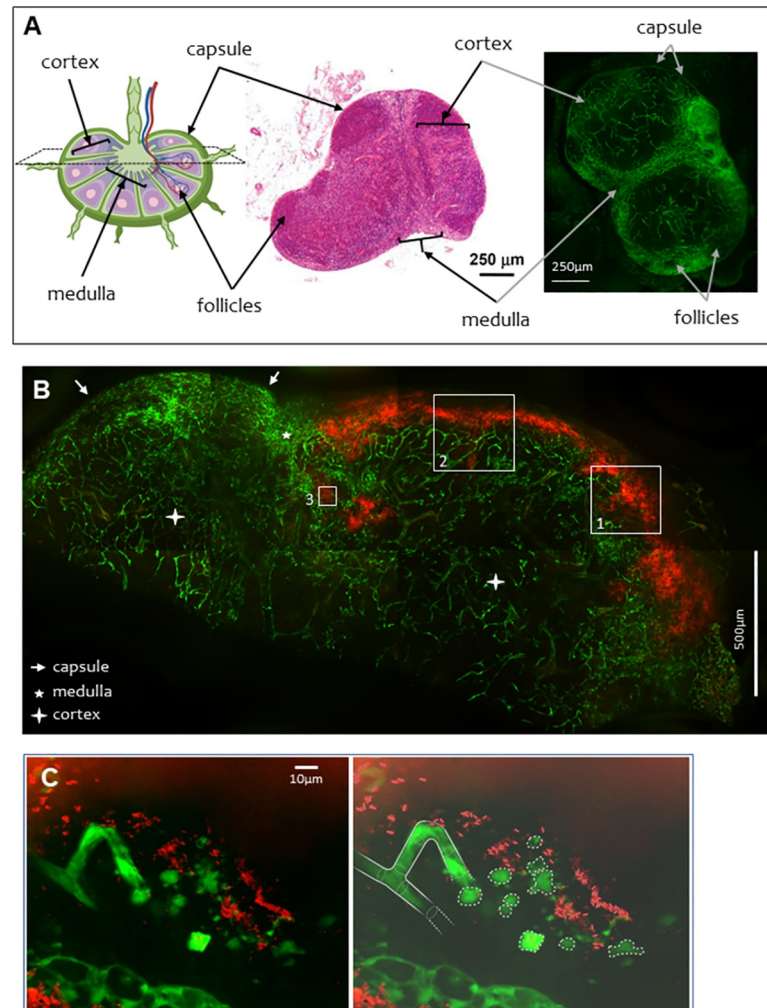 A
capsule
cortex
medulla
follicles
250 µm
cortex
medulla
capsule
250µm
follicles
B
2
3
1
500µm
capsule
medulla
cortex
C
10µm